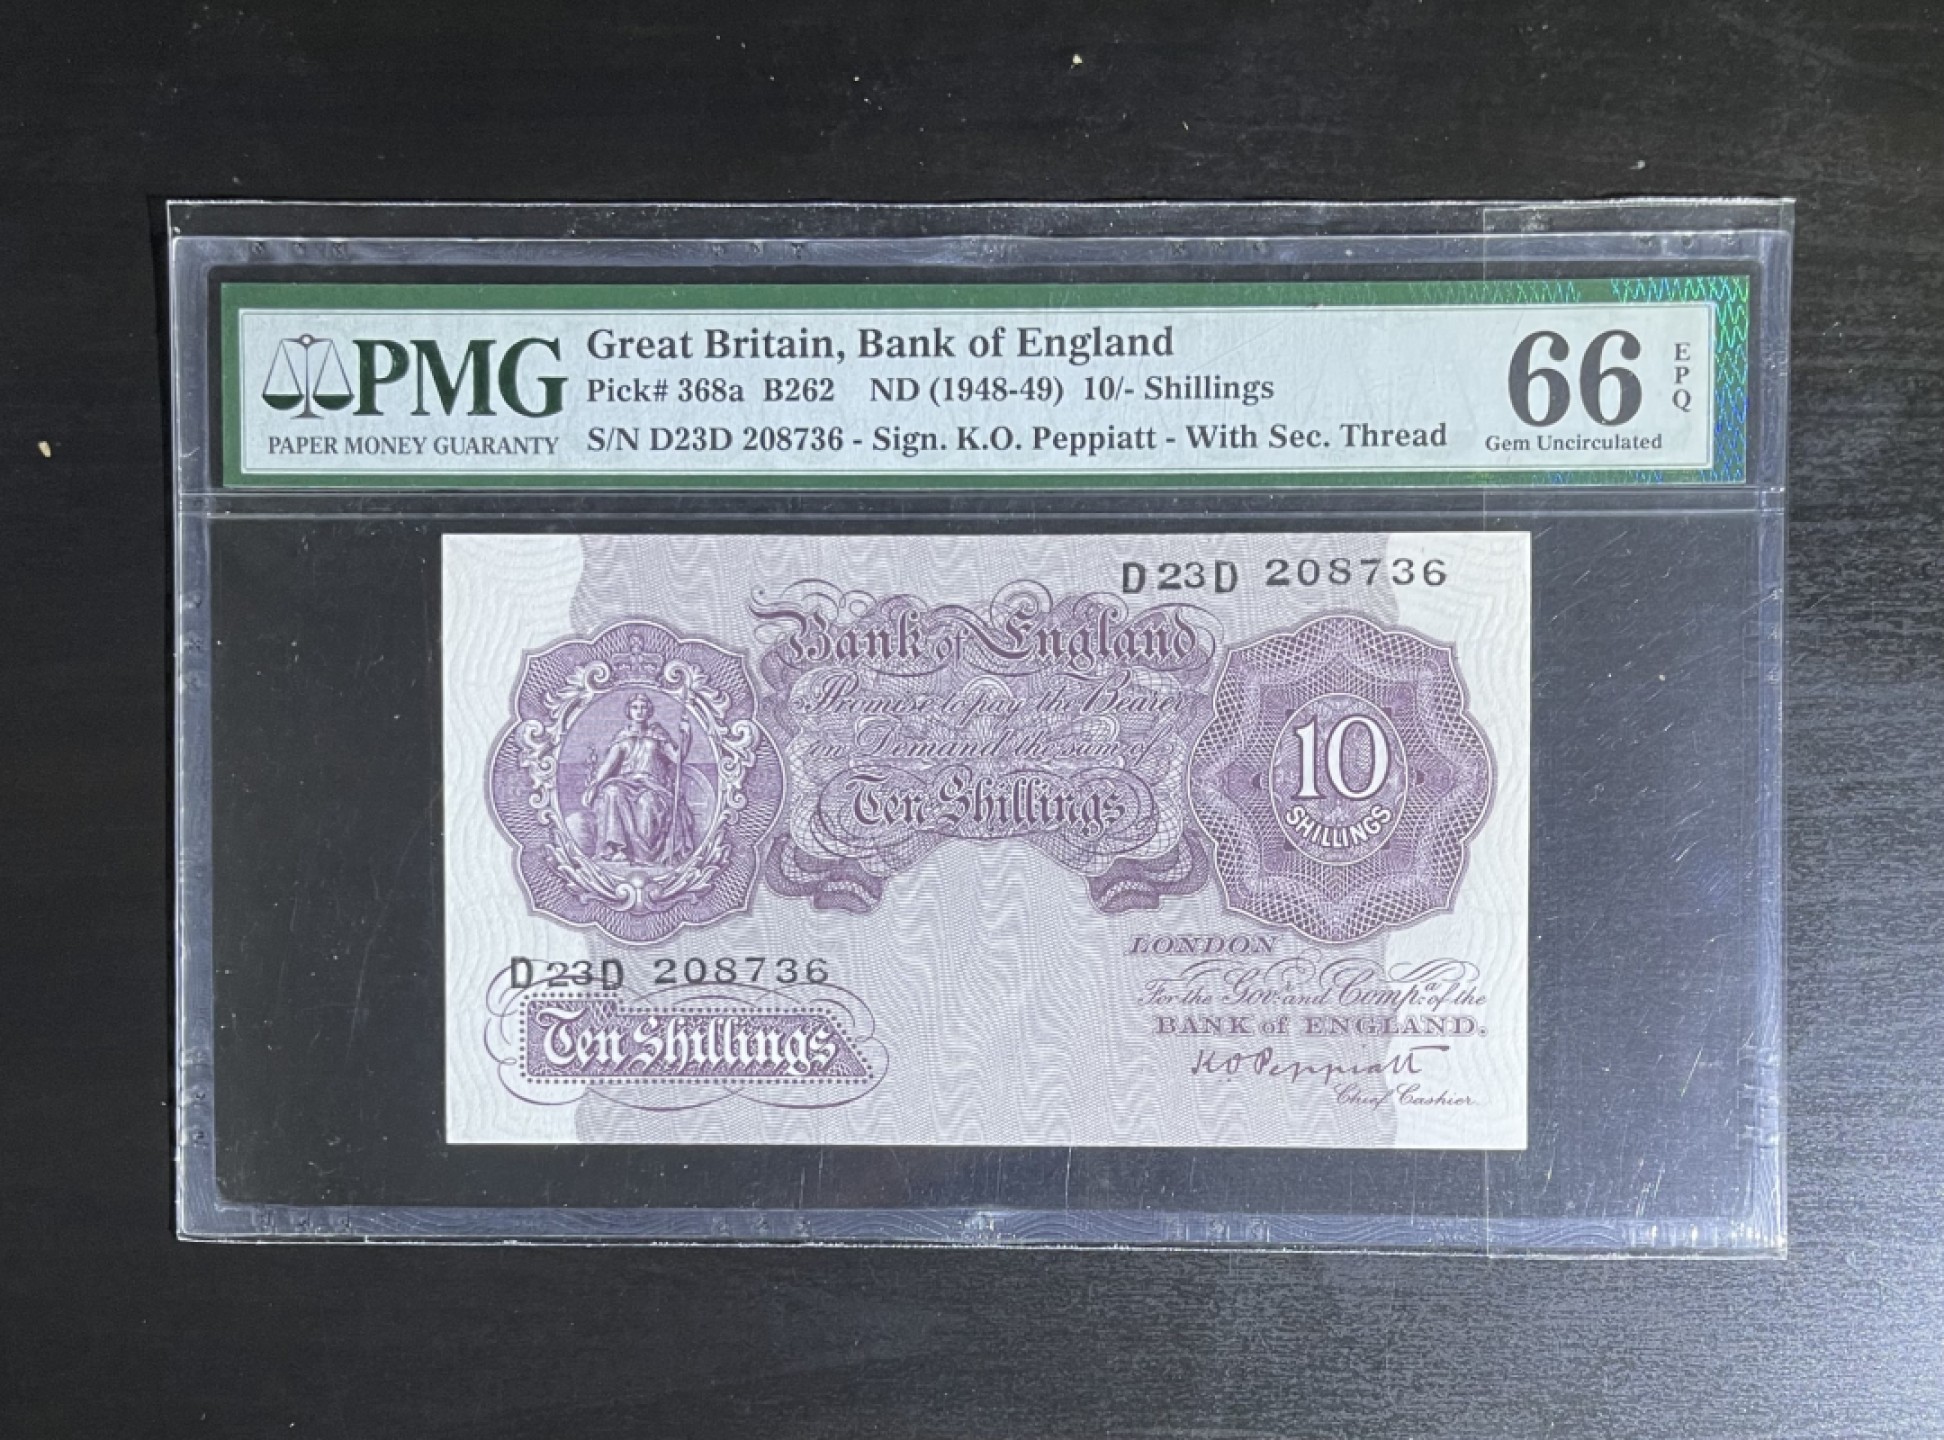 PMG
PAPER MONEY GUARANTY
Great Britain, Bank of England
Pick# 368a B262 ND (1948-49) 10/- Shillings
S/N D23D 208736 - Sign. K.O. Peppiatt - With Sec. Thread
66
EPQ
Gem Uncirculated
D23D 208736
Bank of England
Promise to pay the Bearer
on Demand the sum of
Ten Shillings
10
SHILLINGS
LONDON
D23D 208736
For the Govr. and Compa. of the
BANK of ENGLAND.
Ten Shillings
K O Peppiatt
Chief Cashier.